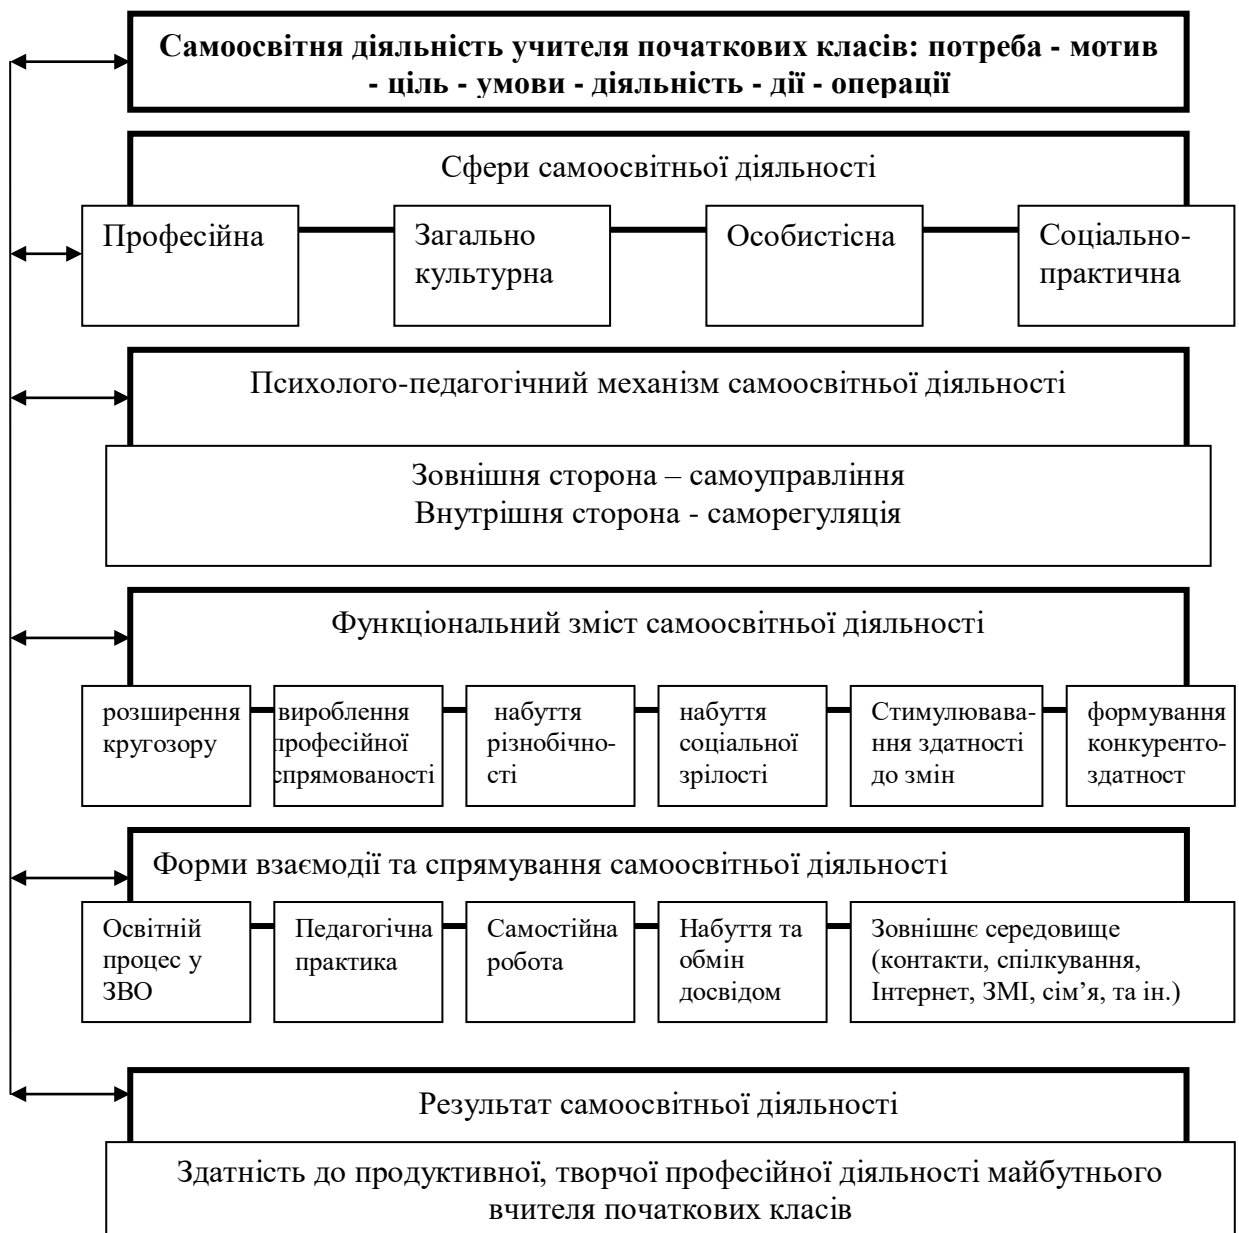 Самоосвітня діяльність учителя початкових класів: потреба - мотив
- ціль - умови - діяльність - дії - операції
Сфери самоосвітньої діяльності
Професійна
Загально
культурна
Особистісна
Соціально-
практична
Психолого-педагогічний механізм самоосвітньої діяльності
Зовнішня сторона – самоуправління
Внутрішня сторона - саморегуляція
Функціональний зміст самоосвітньої діяльності
розширення
кругозору
вироблення
професійної
спрямованості
набуття
різнобічно-
сті
набуття
соціальної
зрілості
Стимулювава-
ння здатності
до змін
формування
конкуренто-
здатност
Форми взаємодії та спрямування самоосвітньої діяльності
Освітній
процес у
ЗВО
Педагогічна
практика
Самостійна
робота
Набуття та
обмін
досвідом
Зовнішнє середовище
(контакти, спілкування,
Інтернет, ЗМІ, сім’я, та ін.)
Результат самоосвітньої діяльності
Здатність до продуктивної, творчої професійної діяльності майбутнього
вчителя початкових класів